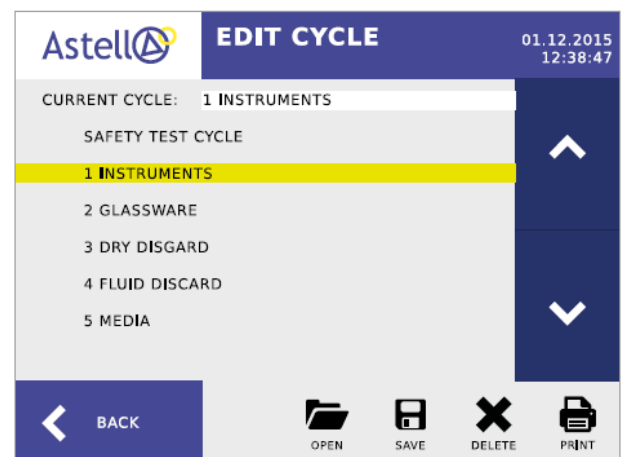 Astell
EDIT CYCLE
01.12.2015
12:38:47
CURRENT CYCLE: 1 INSTRUMENTS
SAFETY TEST CYCLE
1 INSTRUMENTS
2 GLASSWARE
3 DRY DISGARD
4 FLUID DISCARD
5 MEDIA
BACK
OPEN SAVE DELETE PRINT